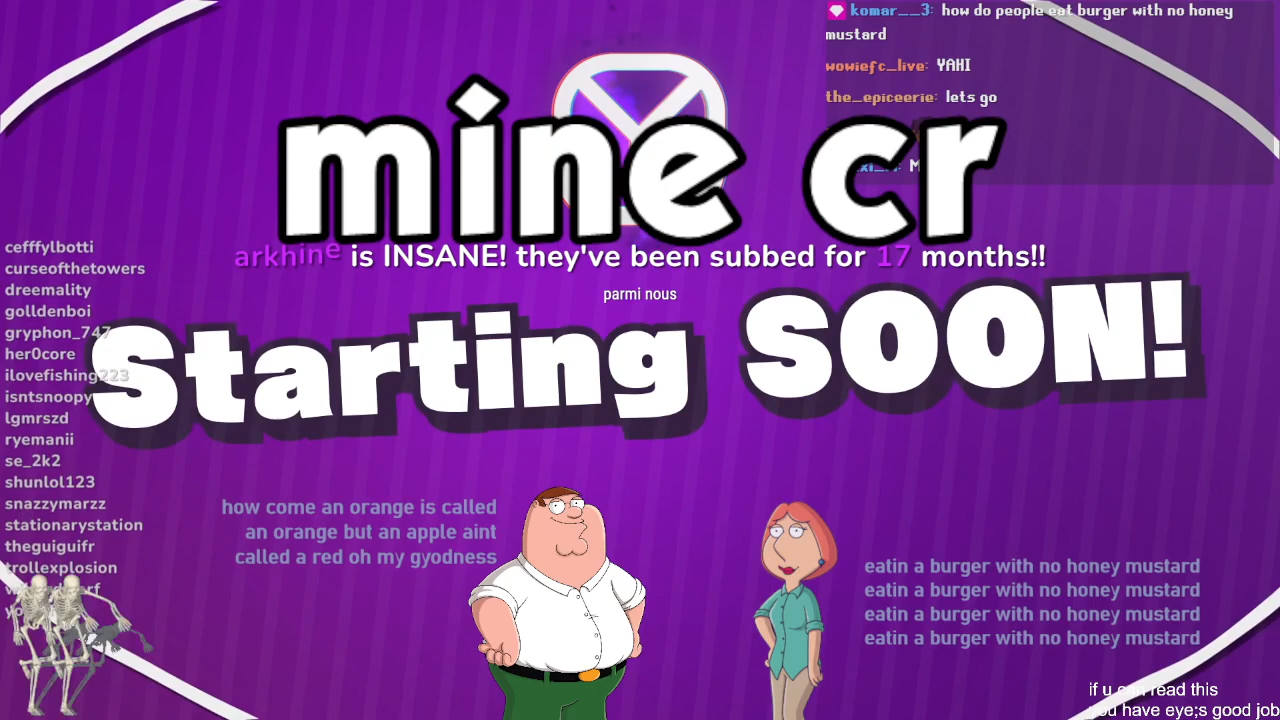 komar__3: how do people eat burger with no honey
mustard
wowiefc_live: YAHI
the_epiceerie: lets go
mine cr
arkhine is INSANE! they've been subbed for 17 months!!
parmi nous
Starting SOON!
cefffylbotti
curseofthetowers
dreemality
golldenboi
gryphon_747
her0core
ilovefishing223
isntsnoopy
lgmrszd
ryemanii
se_2k2
shunlol123
snazzymarzz
stationarystation
theguiguifr
trollexplosion
how come an orange is called
an orange but an apple aint
called a red oh my gyodness
eatin a burger with no honey mustard
eatin a burger with no honey mustard
eatin a burger with no honey mustard
eatin a burger with no honey mustard
if u can read this
you have eye;s good job